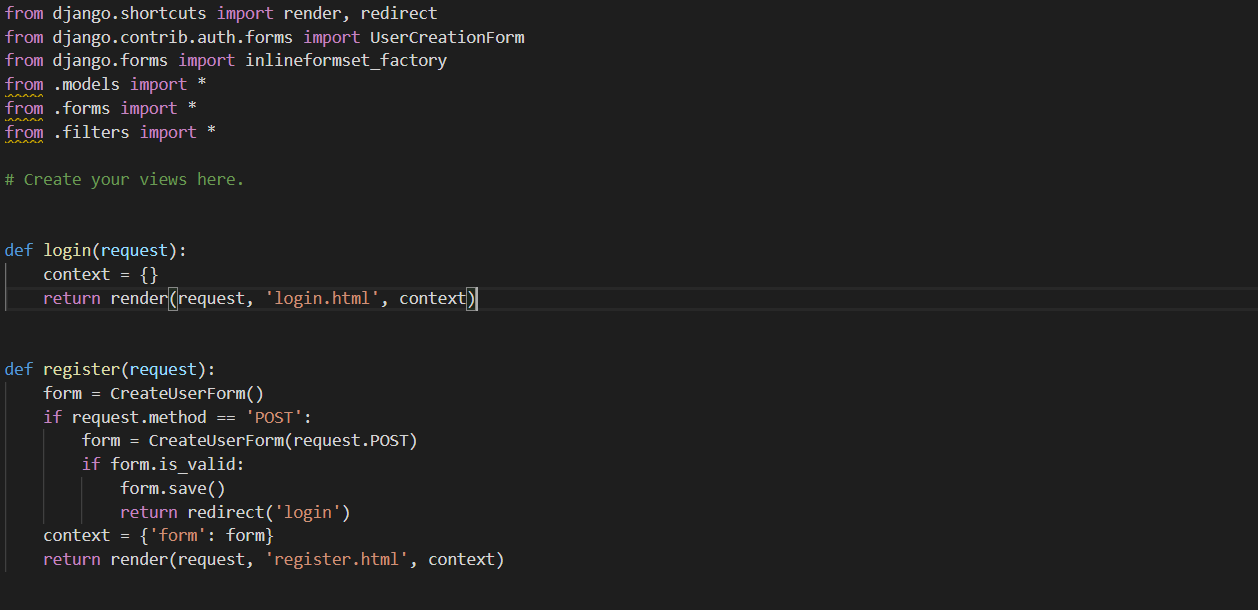 from django.shortcuts import render, redirect
from django.contrib.auth.forms import UserCreationForm
from django.forms import inlineformset_factory
from .models import *
from .forms import *
from .filters import *
# Create your views here.
def login(request):
    context = {}
    return render(request, 'login.html', context)
def register(request):
    form = CreateUserForm()
    if request.method == 'POST':
        form = CreateUserForm(request.POST)
        if form.is_valid:
            form.save()
            return redirect('login')
    context = {'form': form}
    return render(request, 'register.html', context)